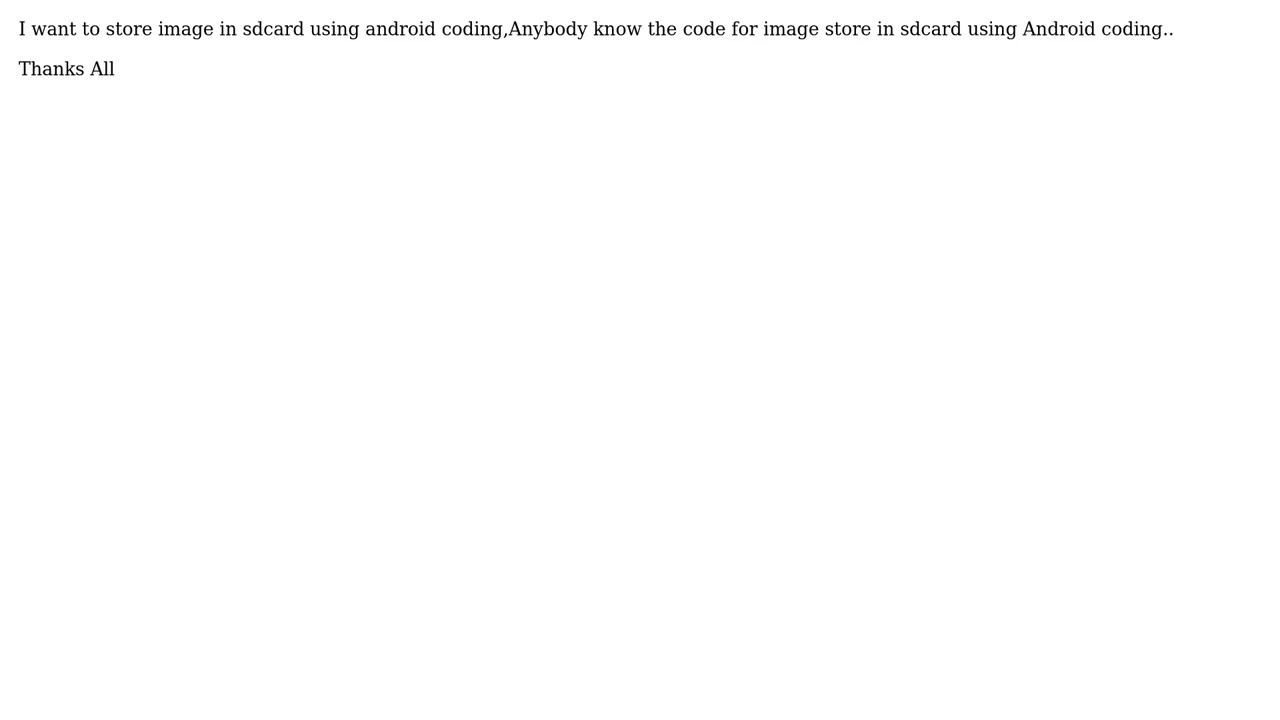 I want to store image in sdcard using android coding,Anybody know the code for image store in sdcard using Android coding..
Thanks All